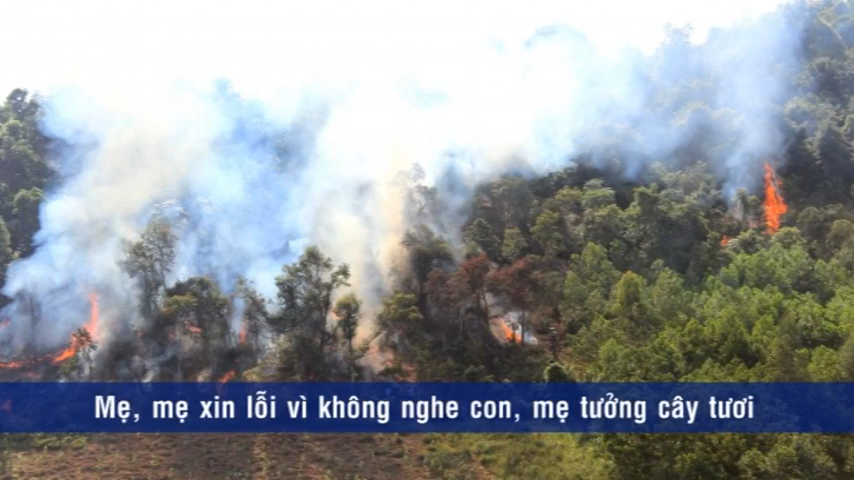 Mẹ, mẹ xin lỗi vì không nghe con, mẹ tưởng cây tươi